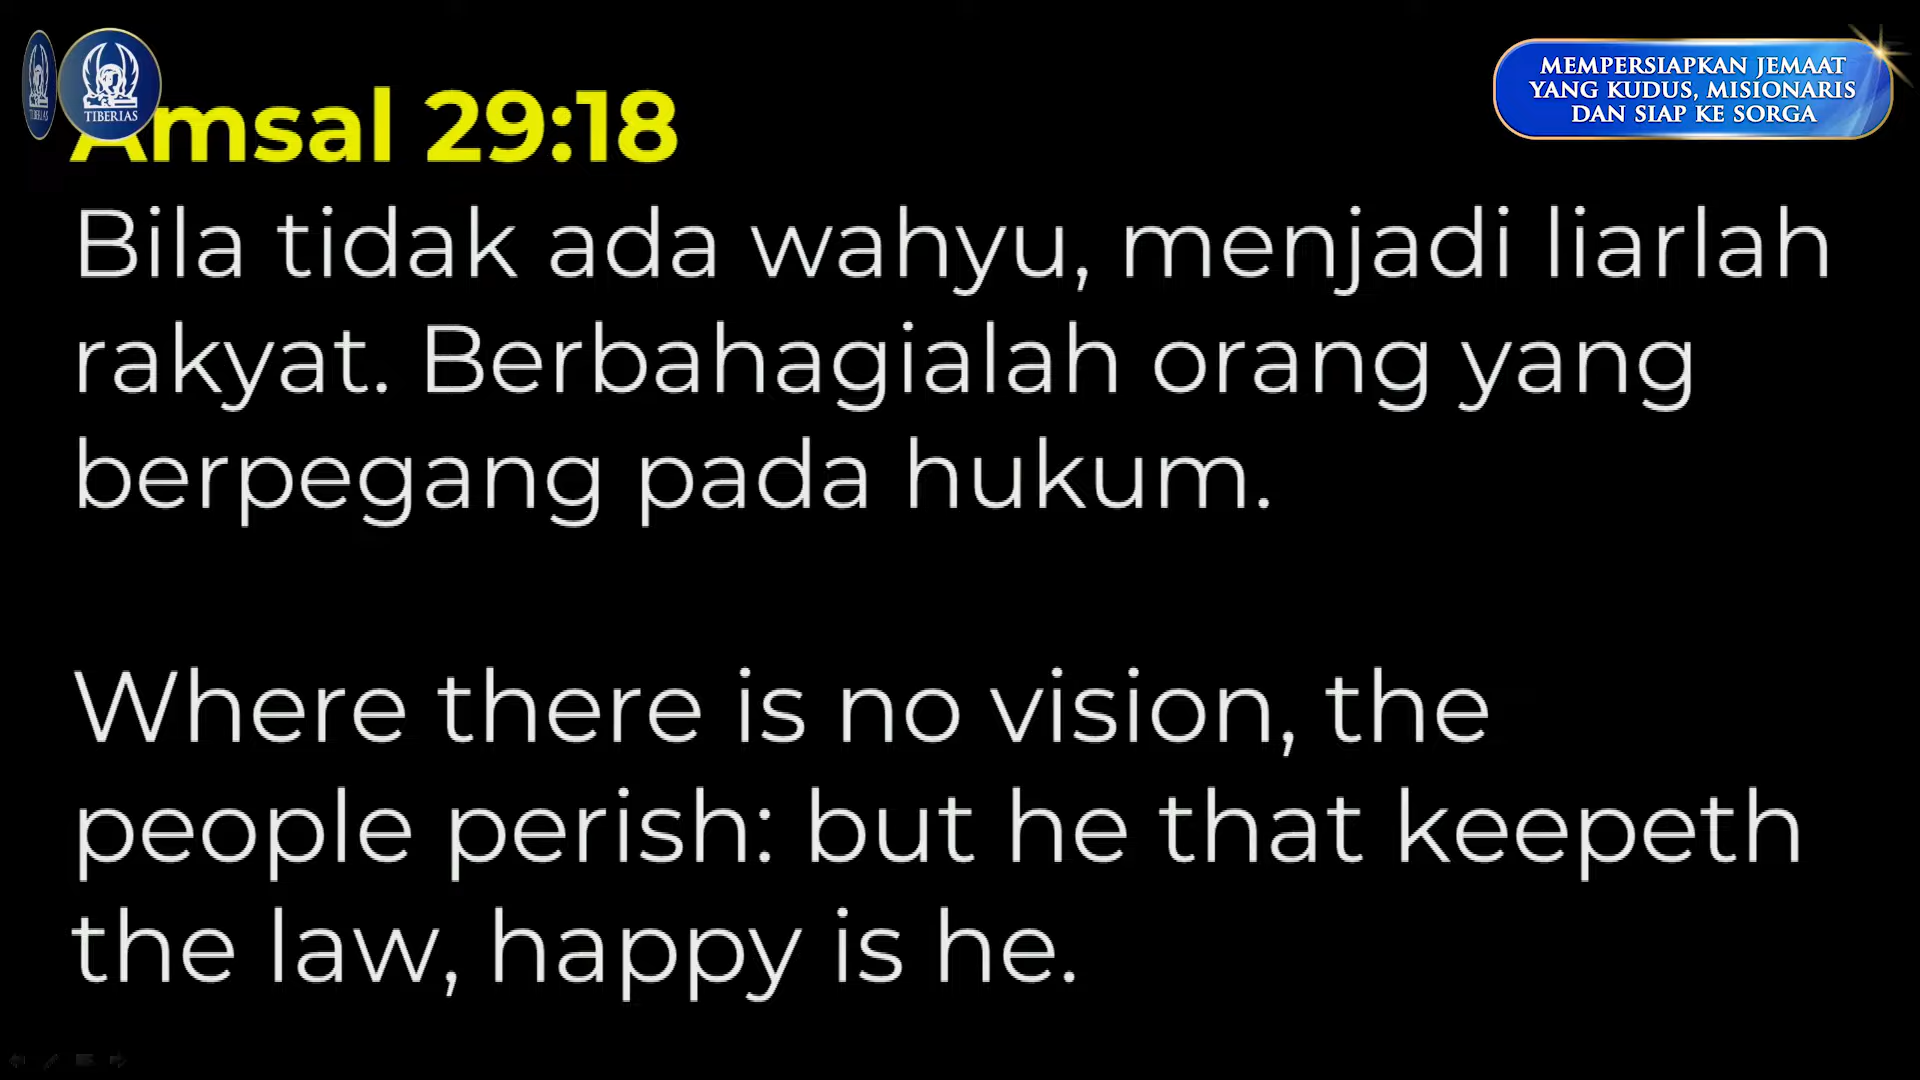 TIBERIAS
TIBERIAS
MEMPERSIAPKAN JEMAAT
YANG KUDUS, MISIONARIS
DAN SIAP KE SORGA
Amsal 29:18
Bila tidak ada wahyu, menjadi liarlah
rakyat. Berbahagialah orang yang
berpegang pada hukum.
Where there is no vision, the
people perish: but he that keepeth
the law, happy is he.